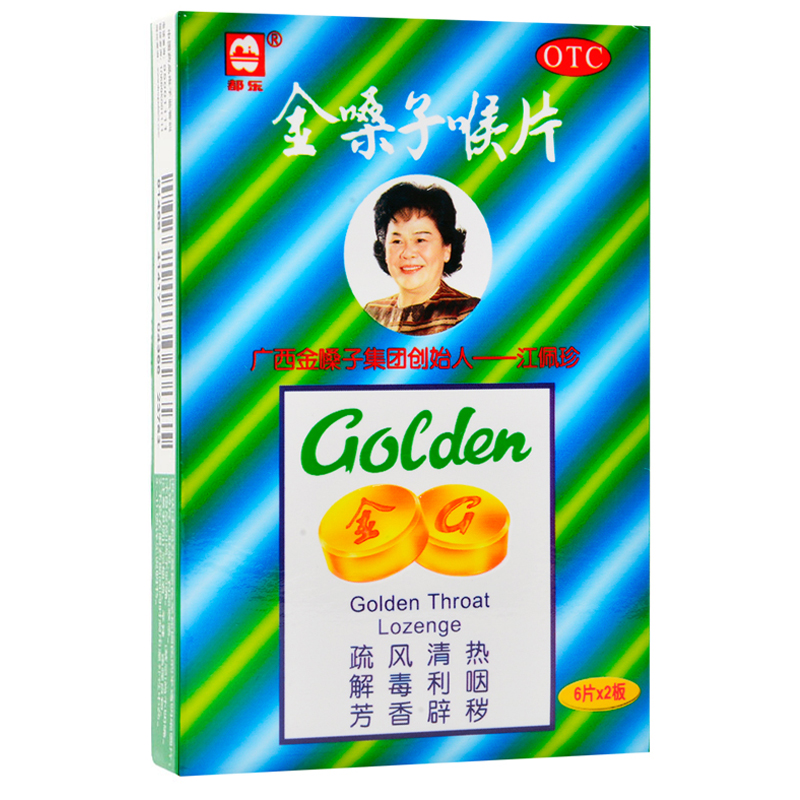 ®
都乐
OTC
金嗓子喉片
广西金嗓子集团创始人——江佩珍
Golden
金 G
Golden Throat
Lozenge
疏风清热
解毒利咽
芳香辟秽
6片x2板